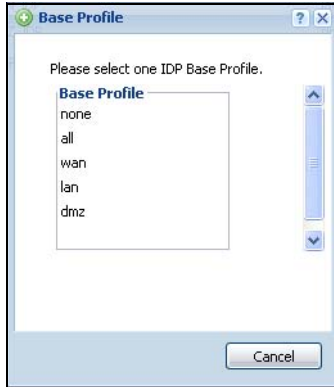 Base Profile
Please select one IDP Base Profile.
Base Profile
none
all
wan
lan
dmz
Cancel